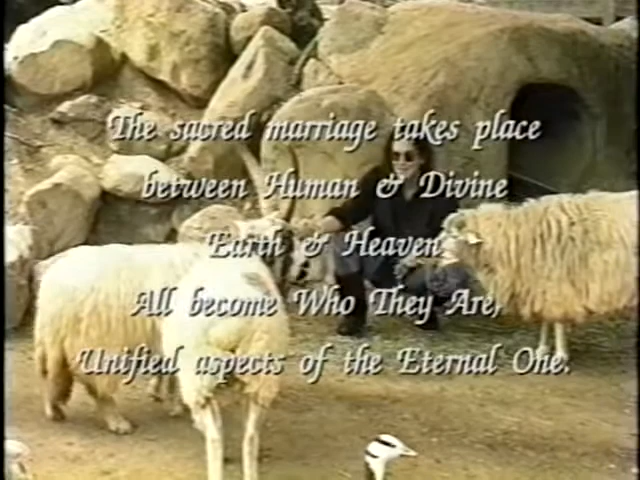 The sacred marriage takes place
between Human & Divine
Earth & Heaven
All become Who They Are,
Unified aspects of the Eternal One.